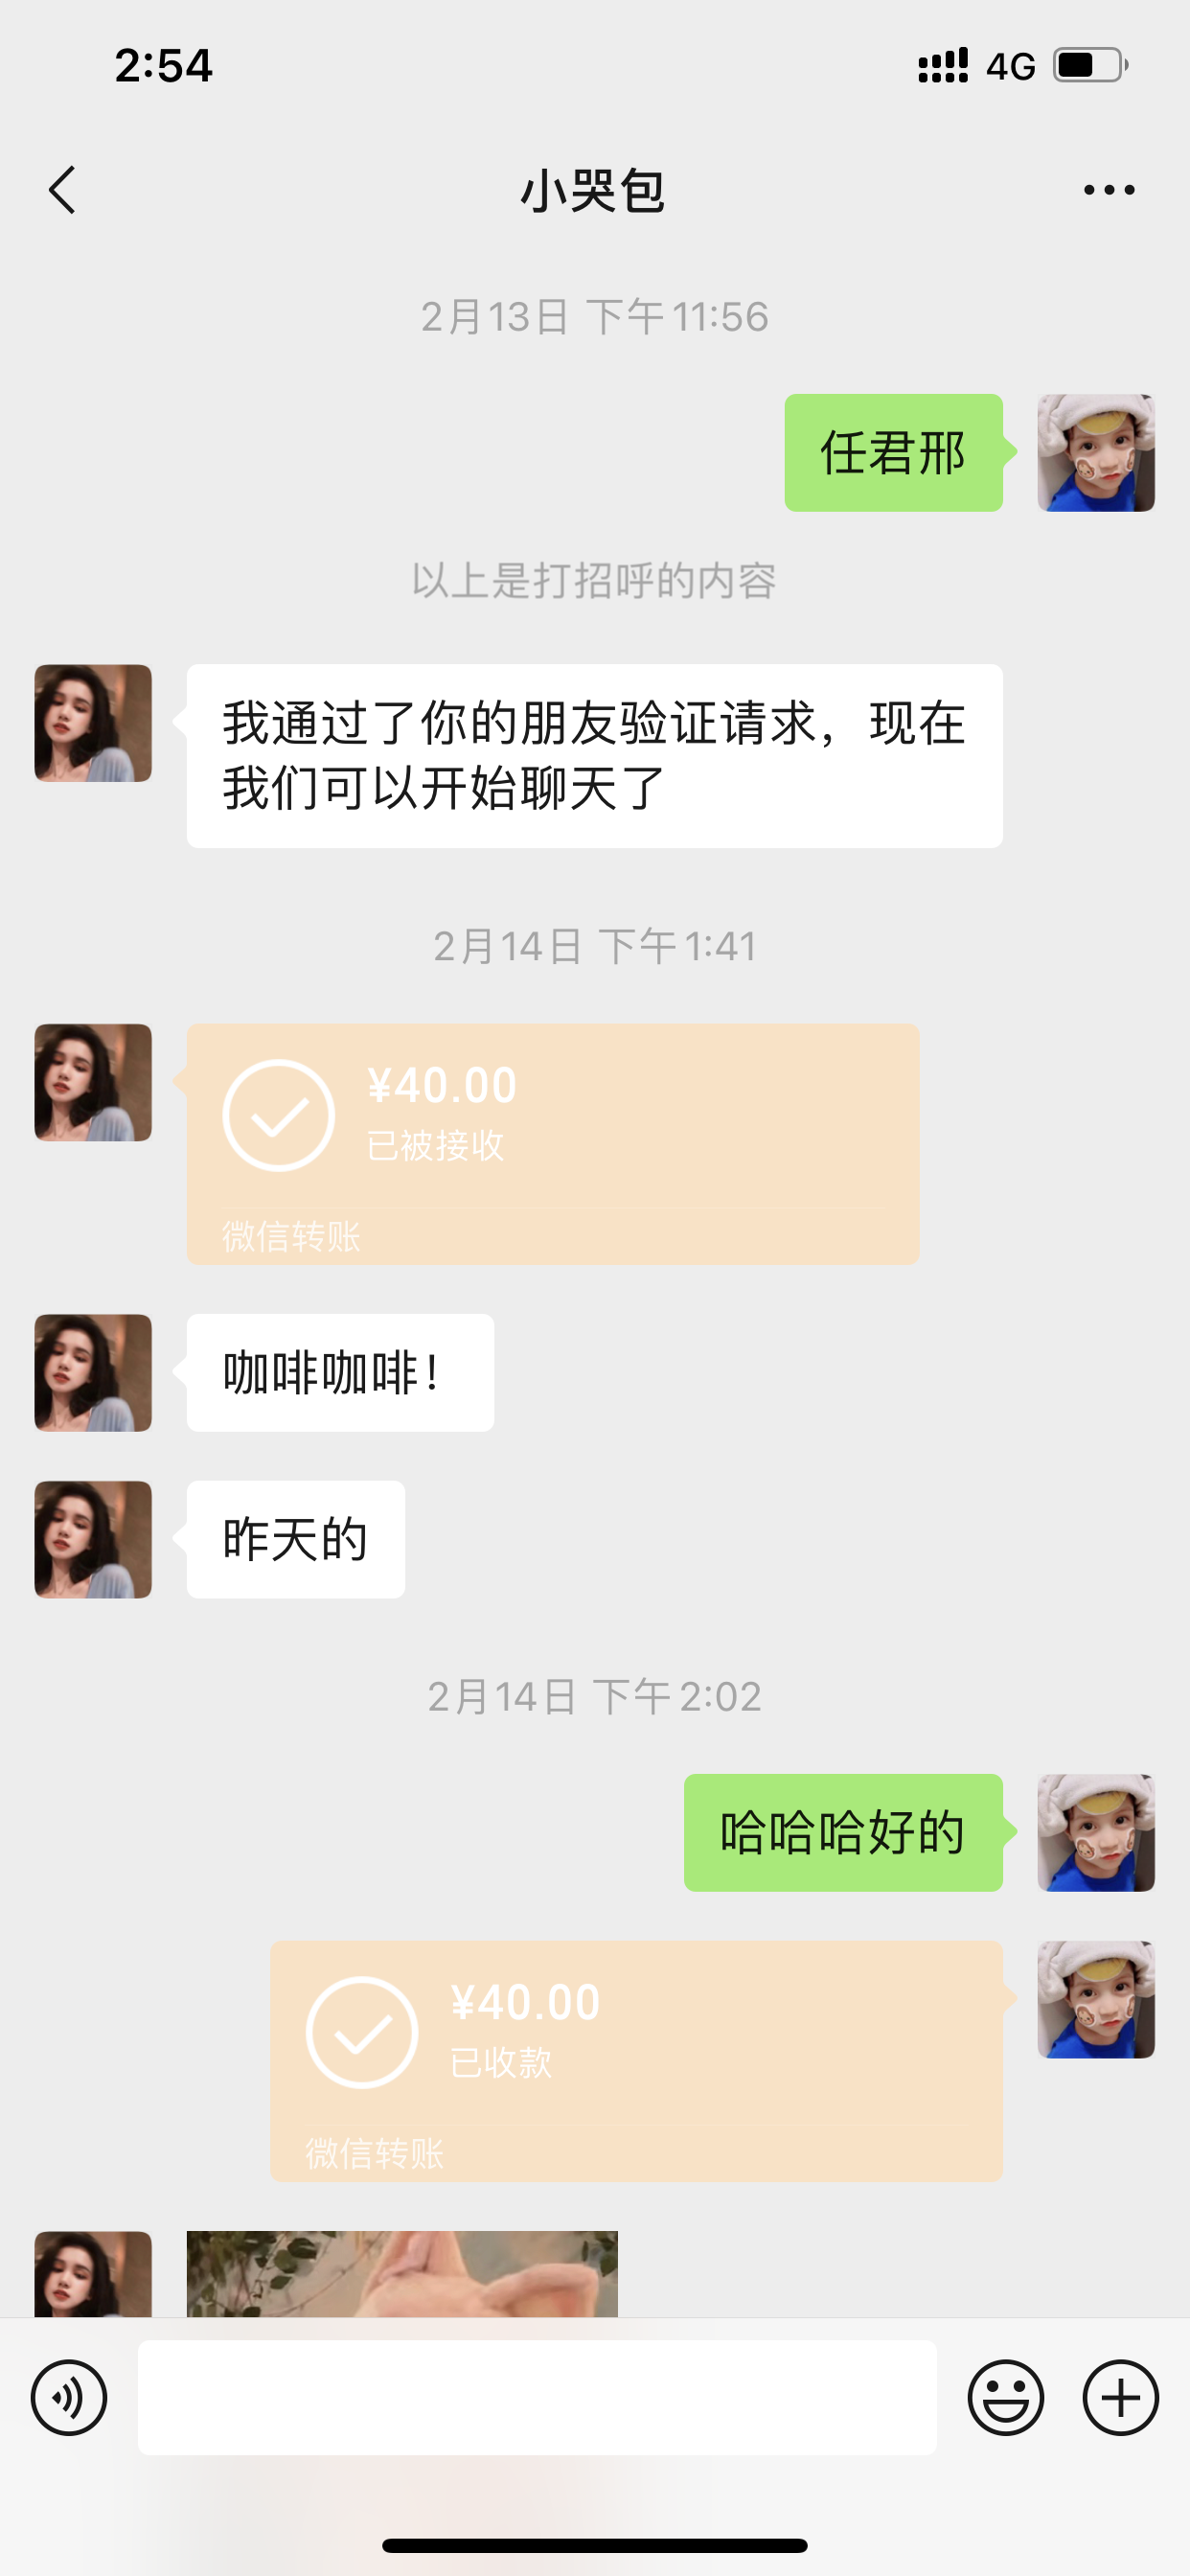 2:54
4G
小哭包
2月13日 下午11:56
任君邪
以上是打招呼的内容
我通过了你的朋友验证请求，现在
我们可以开始聊天了
2月14日 下午1:41
¥40.00
已被接收
微信转账
咖啡咖啡！
昨天的
2月14日 下午2:02
哈哈哈好的
¥40.00
已收款
微信转账